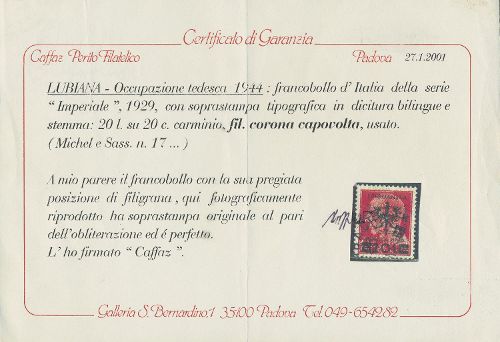 Certificato di Garanzia
Caffaz Perito Filatelico Padova 27.1.2001
LUBIANA - Occupazione tedesca 1944 : francobollo d' Italia della serie
“ Imperiale ”, 1929, con soprastampa tipografica in dicitura bilingue e
stemma: 20 l. su 20 c. carminio, fil. corona capovolta, usato.
( Michel e Sass. n. 17 ... )
A mio parere il francobollo con la sua pregiata
posizione di filigrana , qui fotograficamente
riprodotto ha soprastampa originale al pari
dell'obliterazione ed é perfetto.
L' ho firmato “ Caffaz ”.
Galleria S. Bernardino,1 35100 Padova Tel. 049-654282